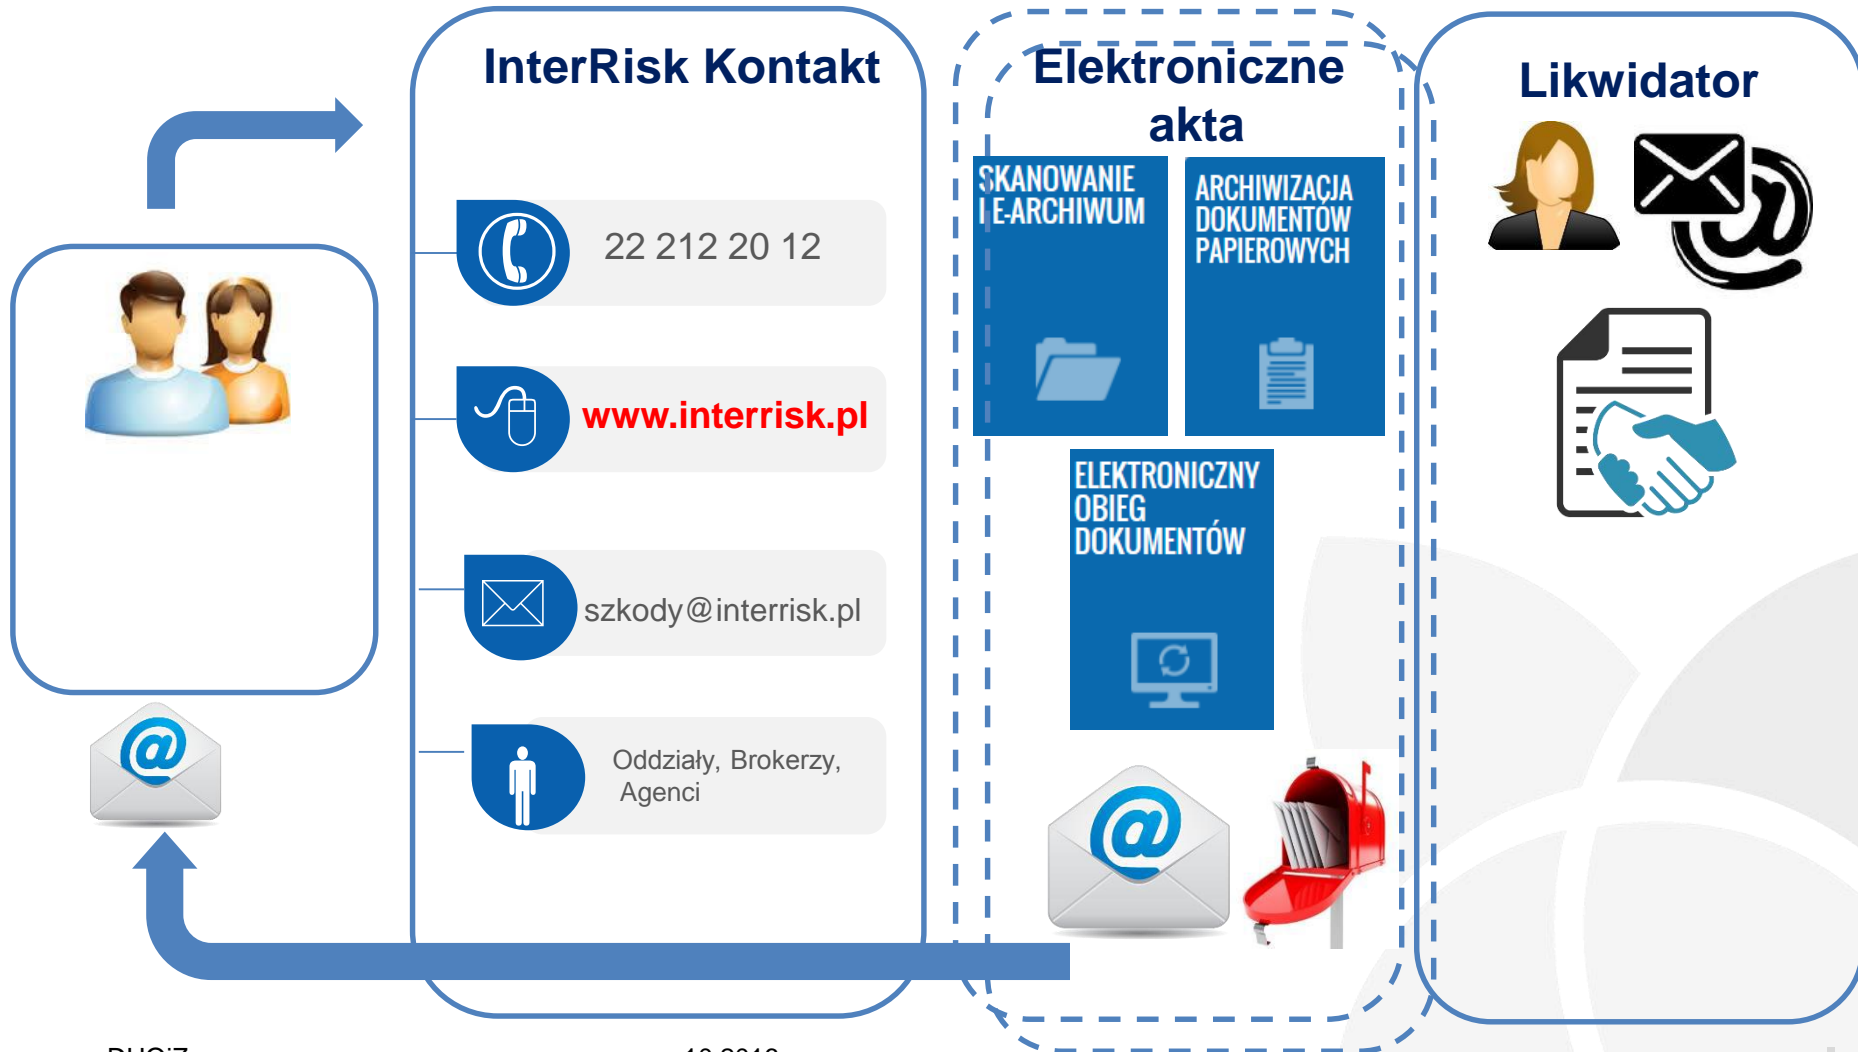 InterRisk Kontakt
22 212 20 12
www.interrisk.pl
szkody@interrisk.pl
Oddziały, Brokerzy,
Agenci
Elektroniczne
akta
SKANOWANIE
I E-ARCHIWUM
ARCHIWIZACJA
DOKUMENTÓW
PAPIEROWYCH
ELEKTRONICZNY
OBIEG
DOKUMENTÓW
Likwidator